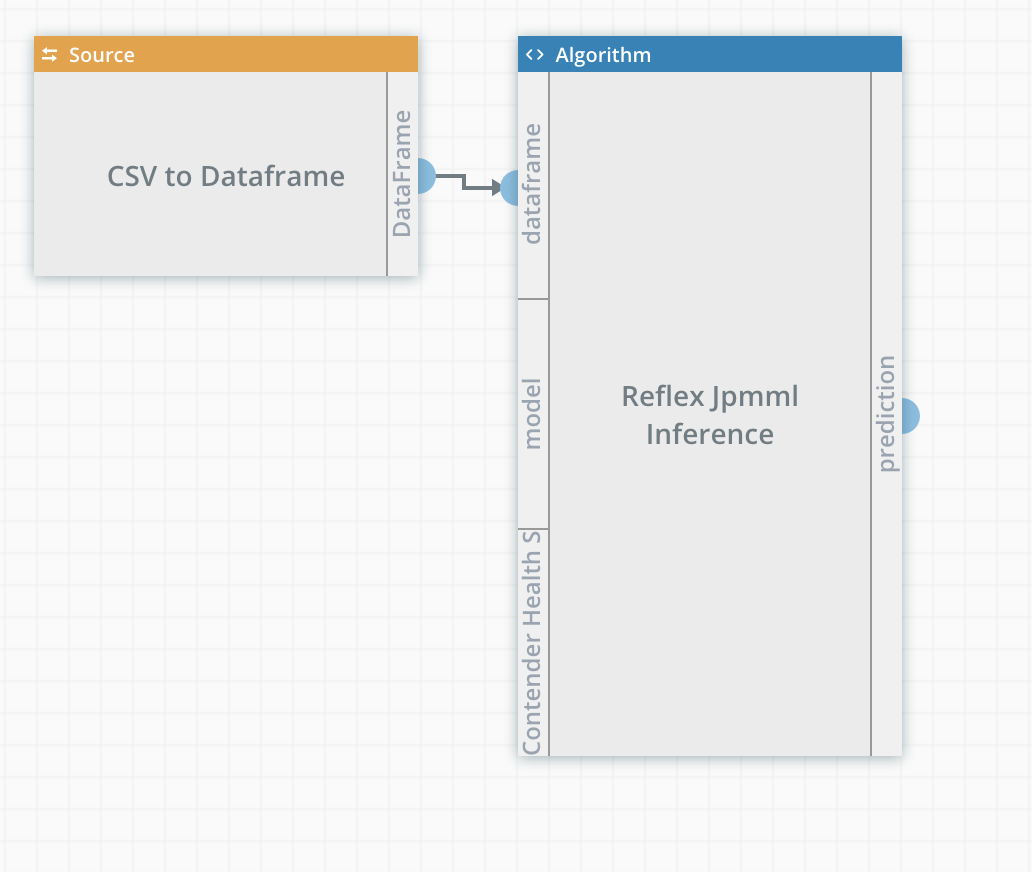 Source
CSV to Dataframe
DataFrame
Algorithm
dataframe
model
Contender Health S
Reflex Jpmml
Inference
prediction